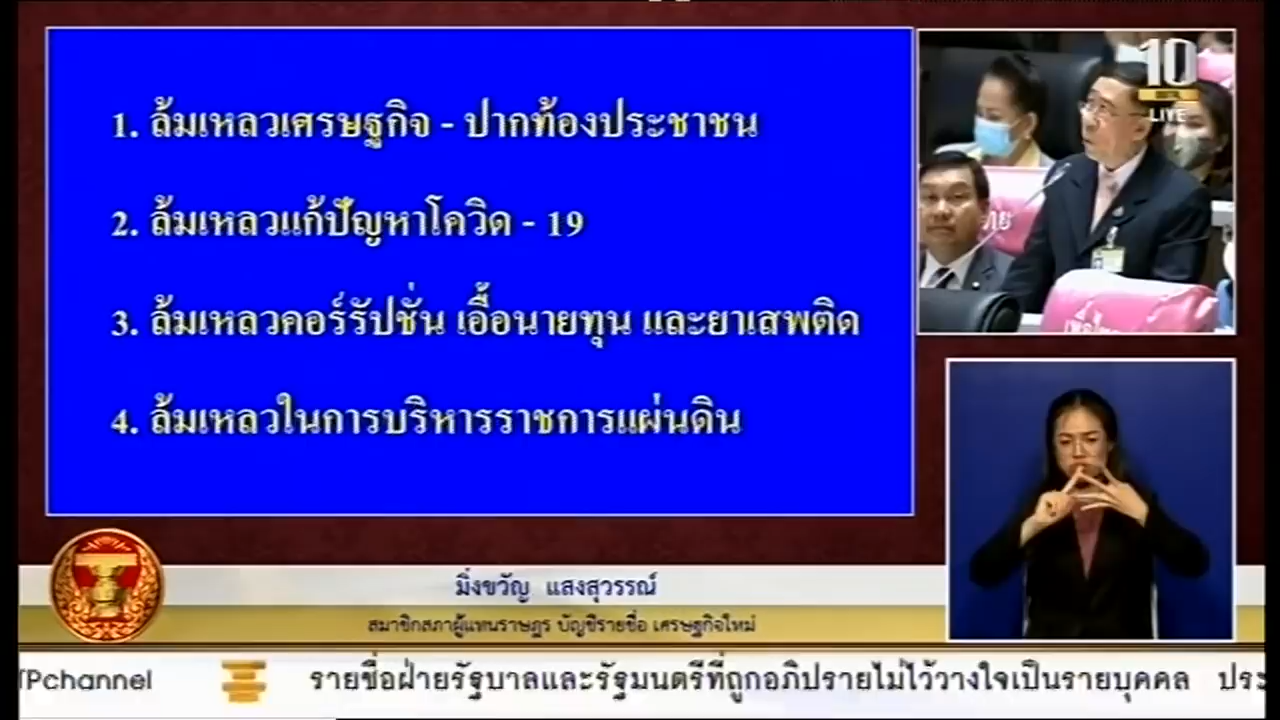 1. ล้มเหลวเศรษฐกิจ - ปากท้องประชาชน
2. ล้มเหลวแก้ปัญหาโควิด - 19
3. ล้มเหลวคอร์รัปชั่น เอื้อนายทุน และยาเสพติด
4. ล้มเหลวในการบริหารราชการแผ่นดิน
10
LIVE
มิ่งขวัญ แสงสุวรรณ์
สมาชิกสภาผู้แทนราษฎร บัญชีรายชื่อ เศรษฐกิจใหม่
TPchannel
รายชื่อฝ่ายรัฐบาลและรัฐมนตรีที่ถูกอภิปรายไม่ไว้วางใจเป็นรายบุคคล ประ